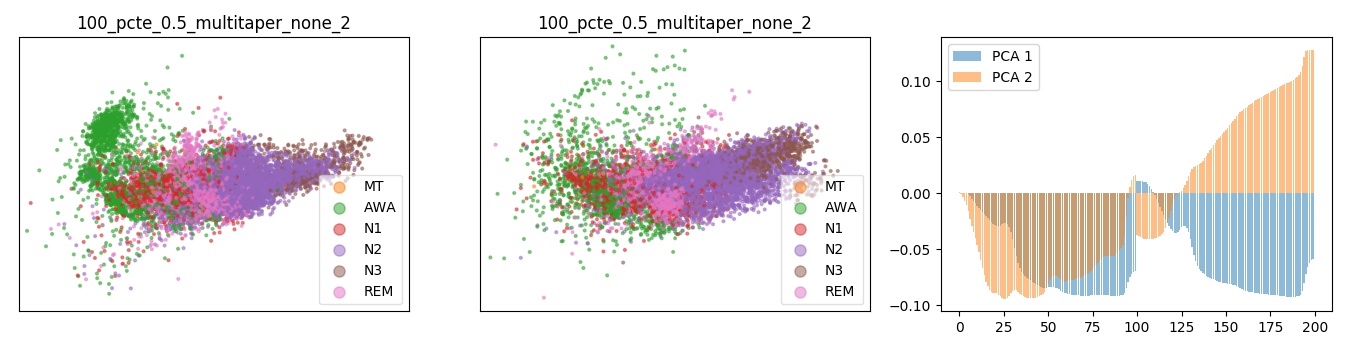 100_pcte_0.5_multitaper_none_2
MT
AWA
N1
N2
N3
REM
100_pcte_0.5_multitaper_none_2
MT
AWA
N1
N2
N3
REM
PCA 1
PCA 2
0.10
0.05
0.00
−0.05
−0.10
0 25 50 75 100 125 150 175 200